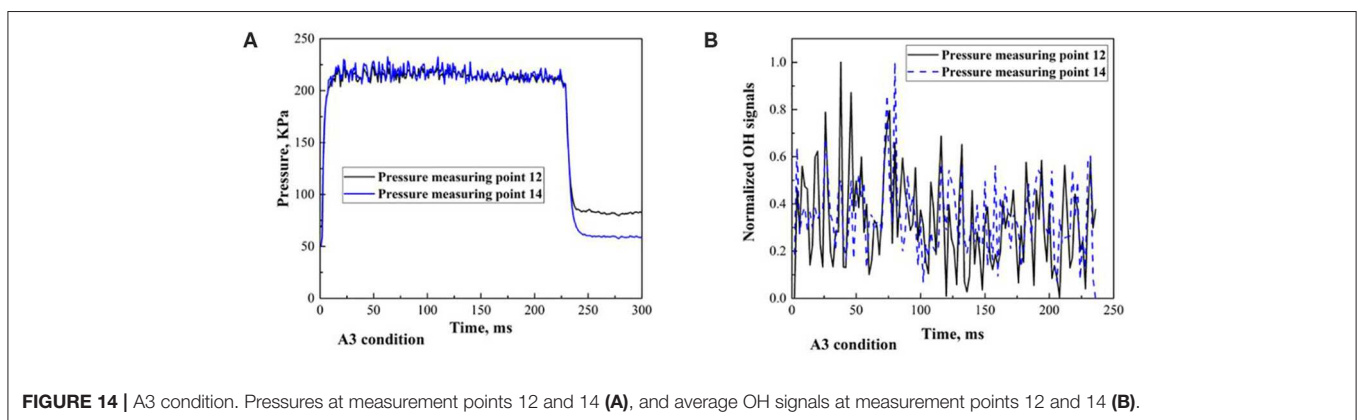 A
250
200
150
100
50
0
Pressure, KPa
Pressure measuring point 12
Pressure measuring point 14
0 50 100 150 200 250 300
Time, ms
A3 condition
B
1.0
0.8
0.6
0.4
0.2
0.0
Normalized OH signals
Pressure measuring point 12
Pressure measuring point 14
0 50 100 150 200 250
Time, ms
A3 condition
FIGURE 14 | A3 condition. Pressures at measurement points 12 and 14 (A), and average OH signals at measurement points 12 and 14 (B).